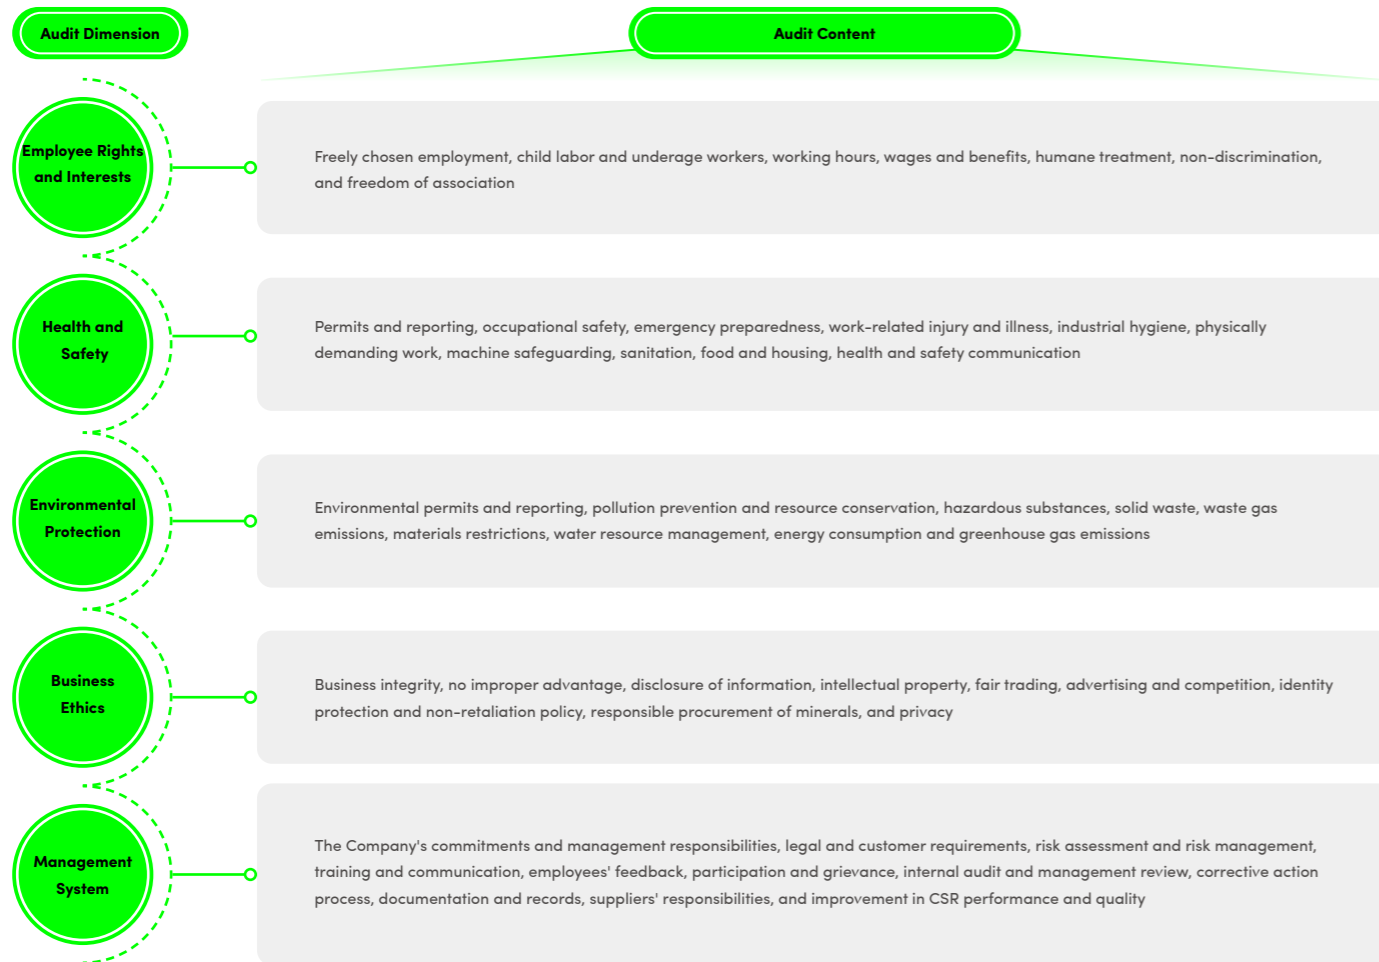 Audit Dimension
Audit Content
Employee Rights
and Interests
Freely chosen employment, child labor and underage workers, working hours, wages and benefits, humane treatment, non-discrimination,
and freedom of association
Health and
Safety
Permits and reporting, occupational safety, emergency preparedness, work-related injury and illness, industrial hygiene, physically
demanding work, machine safeguarding, sanitation, food and housing, health and safety communication
Environmental
Protection
Environmental permits and reporting, pollution prevention and resource conservation, hazardous substances, solid waste, waste gas
emissions, materials restrictions, water resource management, energy consumption and greenhouse gas emissions
Business
Ethics
Business integrity, no improper advantage, disclosure of information, intellectual property, fair trading, advertising and competition, identity
protection and non-retaliation policy, responsible procurement of minerals, and privacy
Management
System
The Company's commitments and management responsibilities, legal and customer requirements, risk assessment and risk management,
training and communication, employees' feedback, participation and grievance, internal audit and management review, corrective action
process, documentation and records, suppliers' responsibilities, and improvement in CSR performance and quality